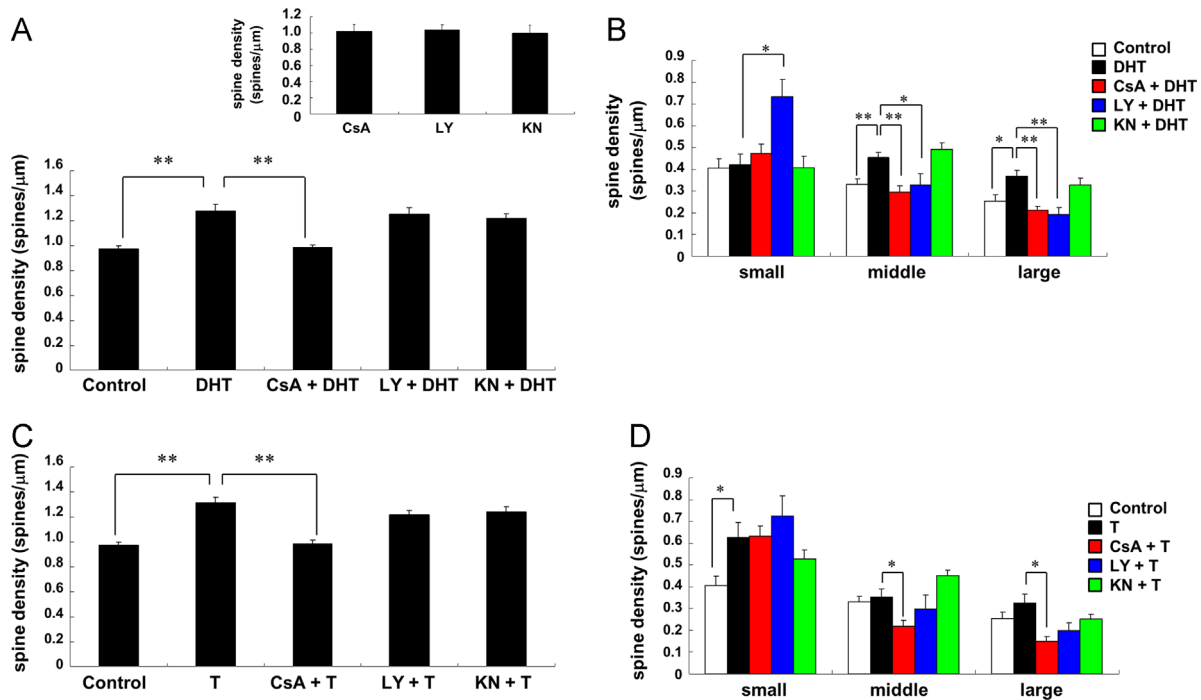 A
spine density
(spines/μm)
1.2
1.0
0.8
0.6
0.4
0.2
0
CsA LY KN
spine density (spines/μm)
1.6
1.4
1.2
1.0
0.8
0.6
0.4
0.2
0
** **
Control DHT CsA + DHT LY + DHT KN + DHT
B
spine density
(spines/μm)
0.9
0.8
0.7
0.6
0.5
0.4
0.3
0.2
0.1
0
*
** * **
* ** **
small middle large
Control
DHT
CsA + DHT
LY + DHT
KN + DHT
C
spine density (spines/μm)
1.6
1.4
1.2
1.0
0.8
0.6
0.4
0.2
0
** **
Control T CsA + T LY + T KN + T
D
spine density (spines/μm)
0.9
0.8
0.7
0.6
0.5
0.4
0.3
0.2
0.1
0
* * *
small middle large
Control
T
CsA + T
LY + T
KN + T